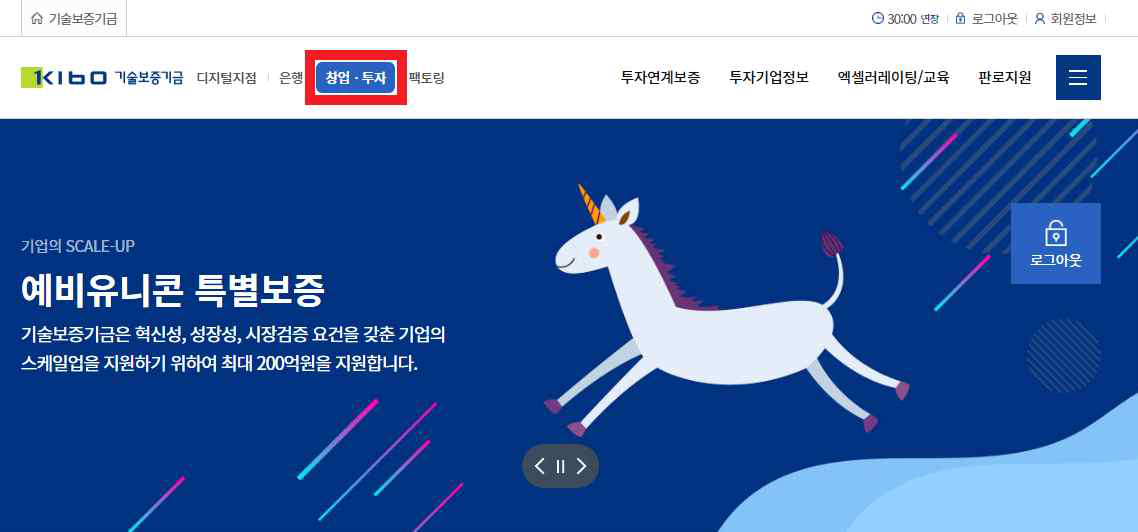 기술보증기금
30:00 연장
로그아웃
회원정보
KIBO 기술보증기금
디지털지점
은행
창업 · 투자
팩토링
투자연계보증
투자기업정보
엑셀러레이팅/교육
판로지원
기업의 SCALE-UP
예비유니콘 특별보증
기술보증기금은 혁신성, 성장성, 시장검증 요건을 갖춘 기업의
스케일업을 지원하기 위하여 최대 200억원을 지원합니다.
로그아웃